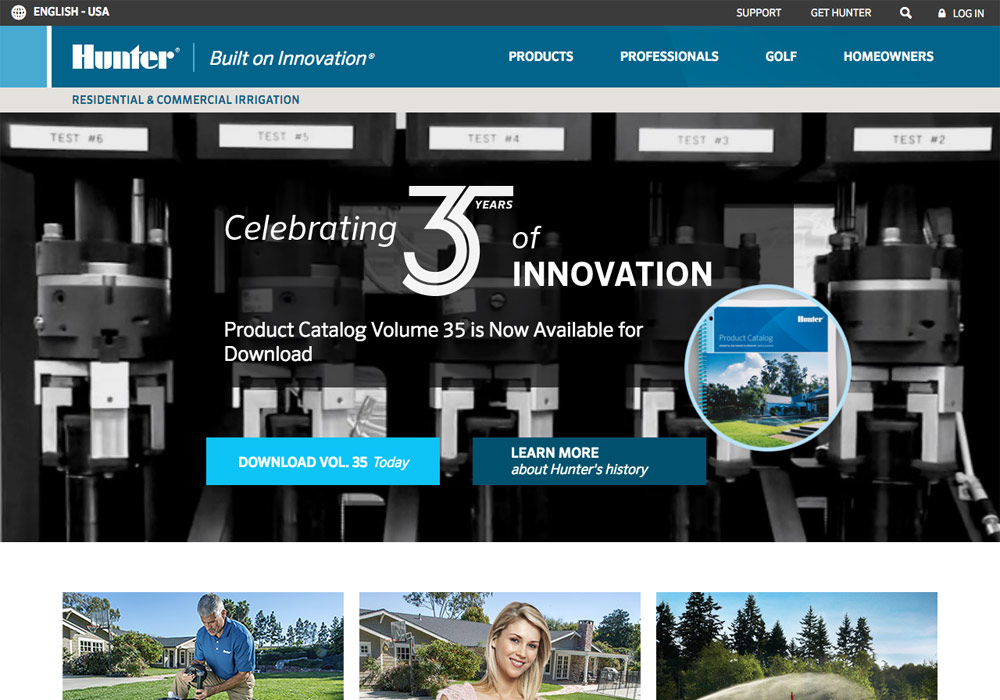 ENGLISH - USA
SUPPORT
GET HUNTER
LOG IN
Hunter®
Built on Innovation®
PRODUCTS
PROFESSIONALS
GOLF
HOMEOWNERS
RESIDENTIAL & COMMERCIAL IRRIGATION
TEST #6
TEST #5
TEST #4
TEST #3
TEST #2
Celebrating 35 YEARS of
INNOVATION
Product Catalog Volume 35 is Now Available for
Download
Hunter
Product Catalog
DOWNLOAD VOL. 35 Today
LEARN MORE
about Hunter's history